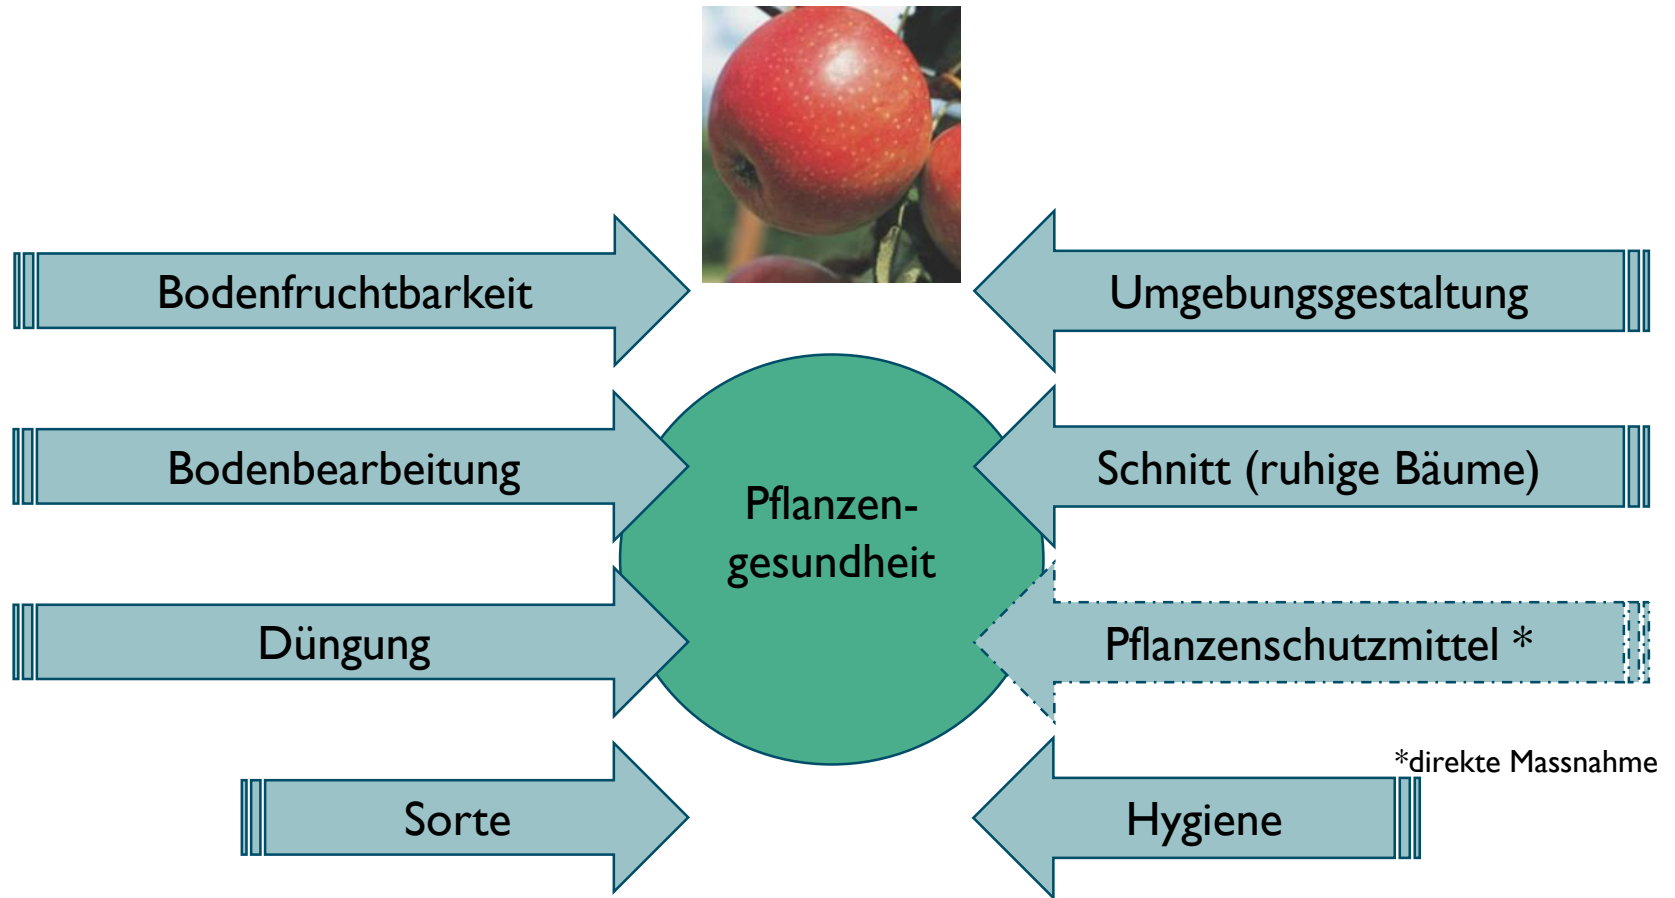 Bodenfruchtbarkeit
Umgebungsgestaltung
Bodenbearbeitung
Schnitt (ruhige Bäume)
Pflanzen-
gesundheit
Düngung
Pflanzenschutzmittel *
*direkte Massnahme
Sorte
Hygiene